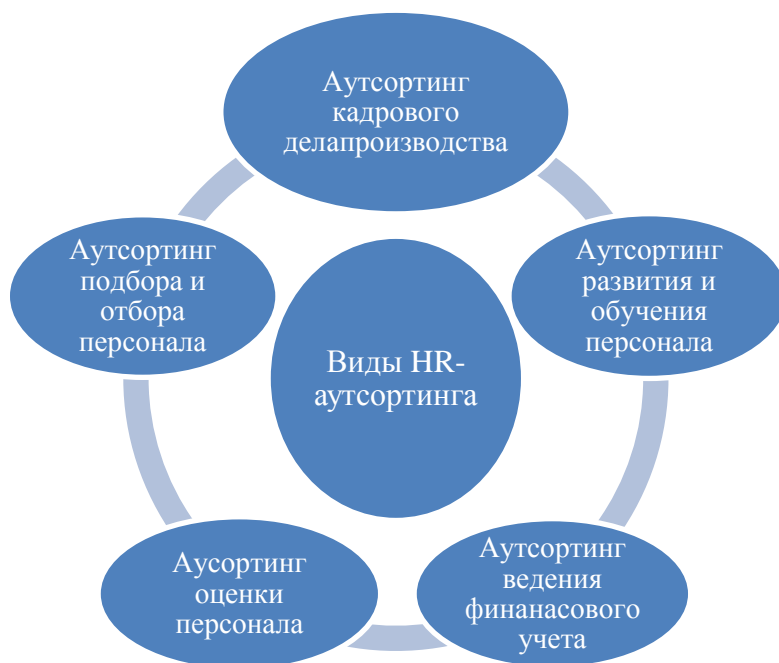 Аутсортинг
кадрового
делапроизводства
Аутсортинг
подбора и
отбора
персонала
Аутсортинг
развития и
обучения
персонала
Виды HR-
аутсортинга
Аусортинг
оценки
персонала
Аутсортинг
ведения
финанасового
учета